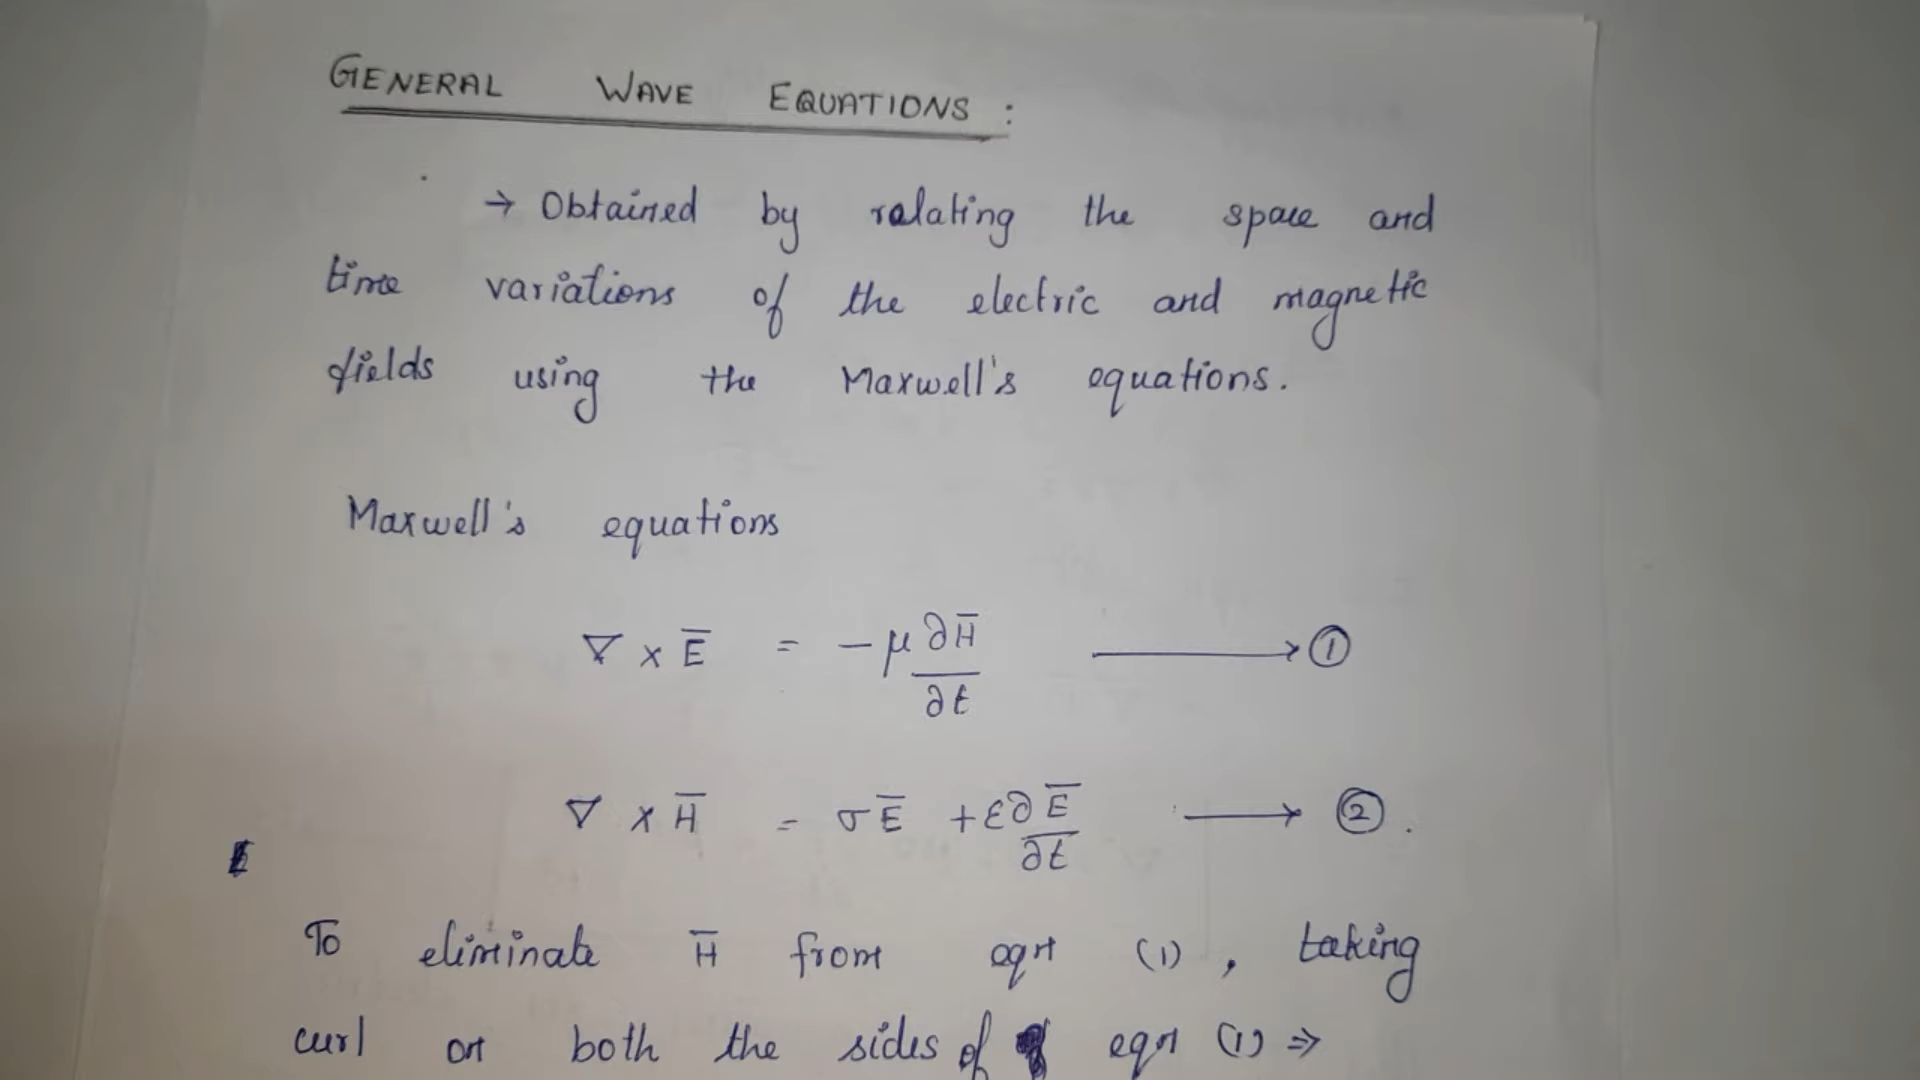 GENERAL WAVE EQUATIONS :
→ Obtained by relating the space and
time variations of the electric and magnetic
fields using the Maxwell's equations.
Maxwell's equations
∇ × E̅ = -μ ∂H̅/∂t → ①
∇ × H̅ = σE̅ + ε∂E̅/∂t → ② .
To eliminate H̅ from eqn (1), taking
curl on both the sides of eqn (1) ⇒